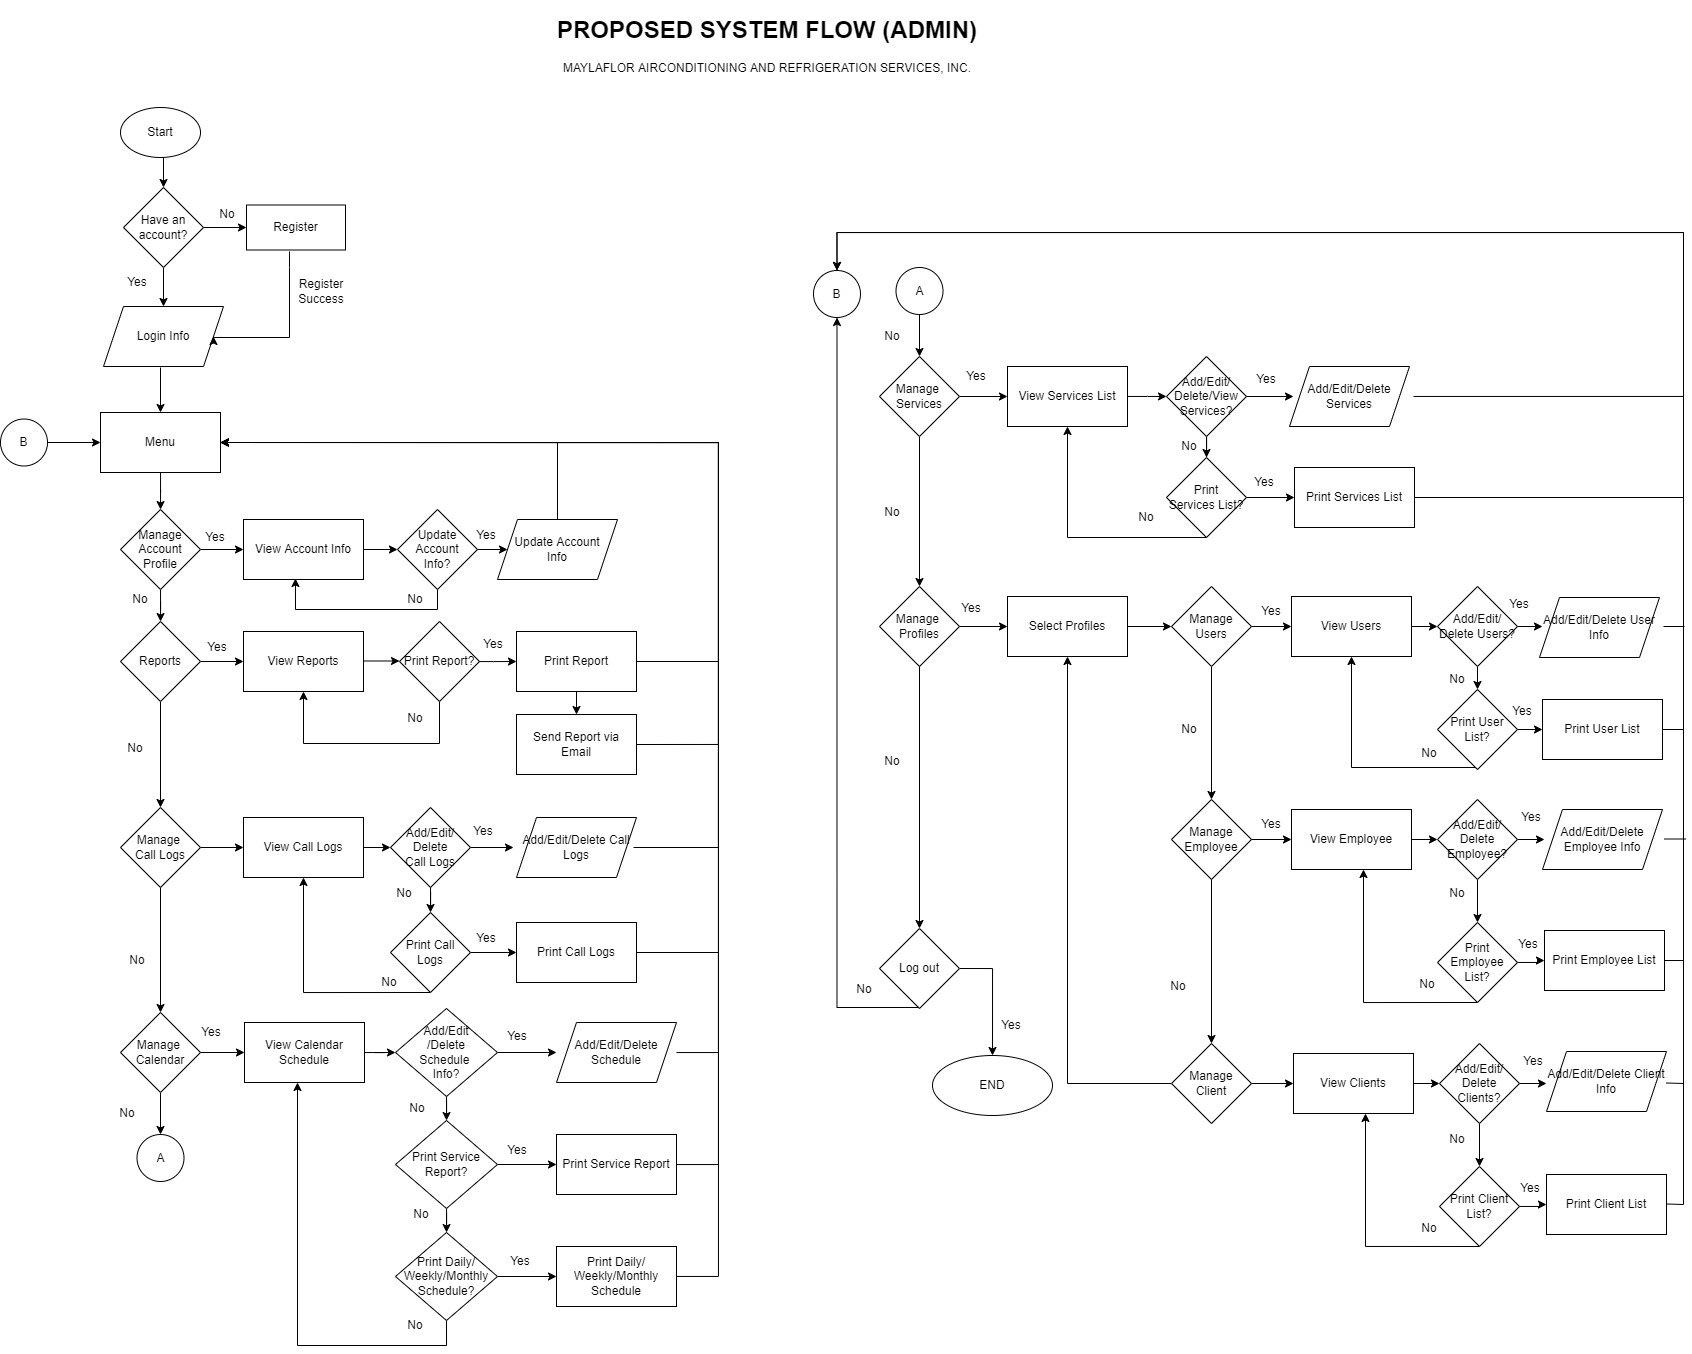 PROPOSED SYSTEM FLOW (ADMIN)
MAYLAFLOR AIRCONDITIONING AND REFRIGERATION SERVICES, INC.
Start
Have an
account?
No
Register
Yes
Register
Success
Login Info
B
Menu
Manage
Account
Profile
Yes
View Account Info
Update
Account
Info?
Yes
Update Account
Info
No
No
Reports
Yes
View Reports
Print Report?
Yes
Print Report
No
Send Report via
Email
No
Manage
Call Logs
View Call Logs
Add/Edit/
Delete
Call Logs
Yes
Add/Edit/Delete Call
Logs
No
Print Call
Logs
Yes
Print Call Logs
No
No
Manage
Calendar
Yes
View Calendar
Schedule
Add/Edit
/Delete
Schedule
Info?
Yes
Add/Edit/Delete
Schedule
No
No
A
Print Service
Report?
Yes
Print Service Report
No
Print Daily/
Weekly/Monthly
Schedule?
Yes
Print Daily/
Weekly/Monthly
Schedule
No
B
A
No
Manage
Services
Yes
View Services List
Add/Edit/
Delete/View
Services?
Yes
Add/Edit/Delete
Services
No
Print
Services List?
Yes
Print Services List
No
No
Manage
Profiles
Yes
Select Profiles
Manage
Users
Yes
View Users
Add/Edit/
Delete Users?
Yes
Add/Edit/Delete User
Info
No
Print User
List?
Yes
Print User List
No
No
No
Manage
Employee
Yes
View Employee
Add/Edit/
Delete
Employee?
Yes
Add/Edit/Delete
Employee Info
No
Print
Employee
List?
Yes
Print Employee List
No
No
Log out
No
Yes
END
Manage
Client
View Clients
Add/Edit/
Delete
Clients?
Yes
Add/Edit/Delete Client
Info
No
Print Client
List?
Yes
Print Client List
No